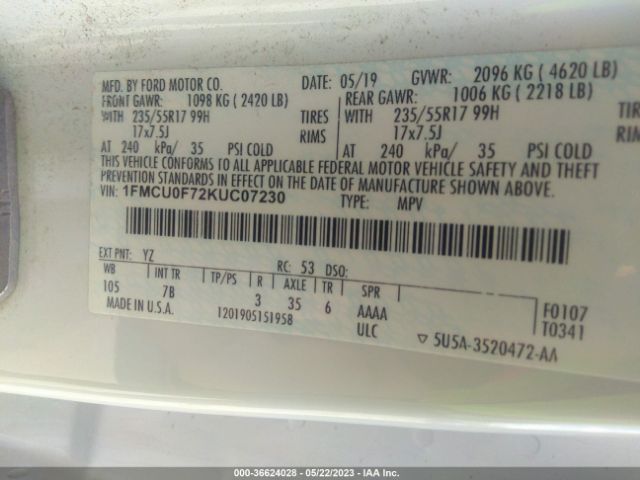 MFD. BY FORD MOTOR CO.
DATE: 05/19 GVWR: 2096 KG ( 4620 LB)
FRONT GAWR: 1098 KG ( 2420 LB)
REAR GAWR: 1006 KG ( 2218 LB)
WITH 235/55R17 99H TIRES
WITH 235/55R17 99H TIRES
17x7.5J RIMS
17x7.5J RIMS
AT 240 kPa/ 35 PSI COLD
AT 240 kPa/ 35 PSI COLD
THIS VEHICLE CONFORMS TO ALL APPLICABLE FEDERAL MOTOR VEHICLE SAFETY AND THEFT
PREVENTION STANDARDS IN EFFECT ON THE DATE OF MANUFACTURE SHOWN ABOVE.
VIN: 1FMCU0F72KUC07230 TYPE: MPV
EXT PNT: YZ RC: 53 DSO:
WB INT TR TP/PS R AXLE TR SPR
105 7B 3 35 6 AAAA
F0107
T0341
MADE IN U.S.A. 12019051S1958 ULC
▽ 5U5A-3520472-AA
000-36624028 - 05/22/2023 - IAAI.com